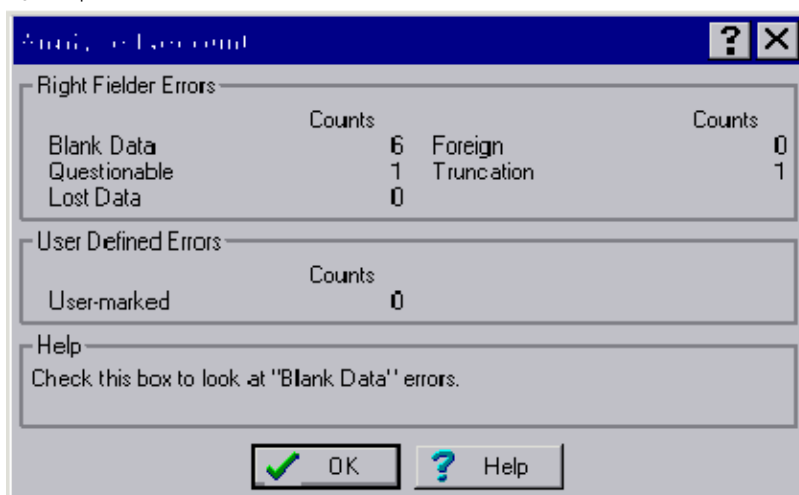 Right Fielder Errors
Counts Counts
Blank Data 6 Foreign 0
Questionable 1 Truncation 1
Lost Data 0
User Defined Errors
Counts
User-marked 0
Help
Check this box to look at "Blank Data" errors.
OK ? Help